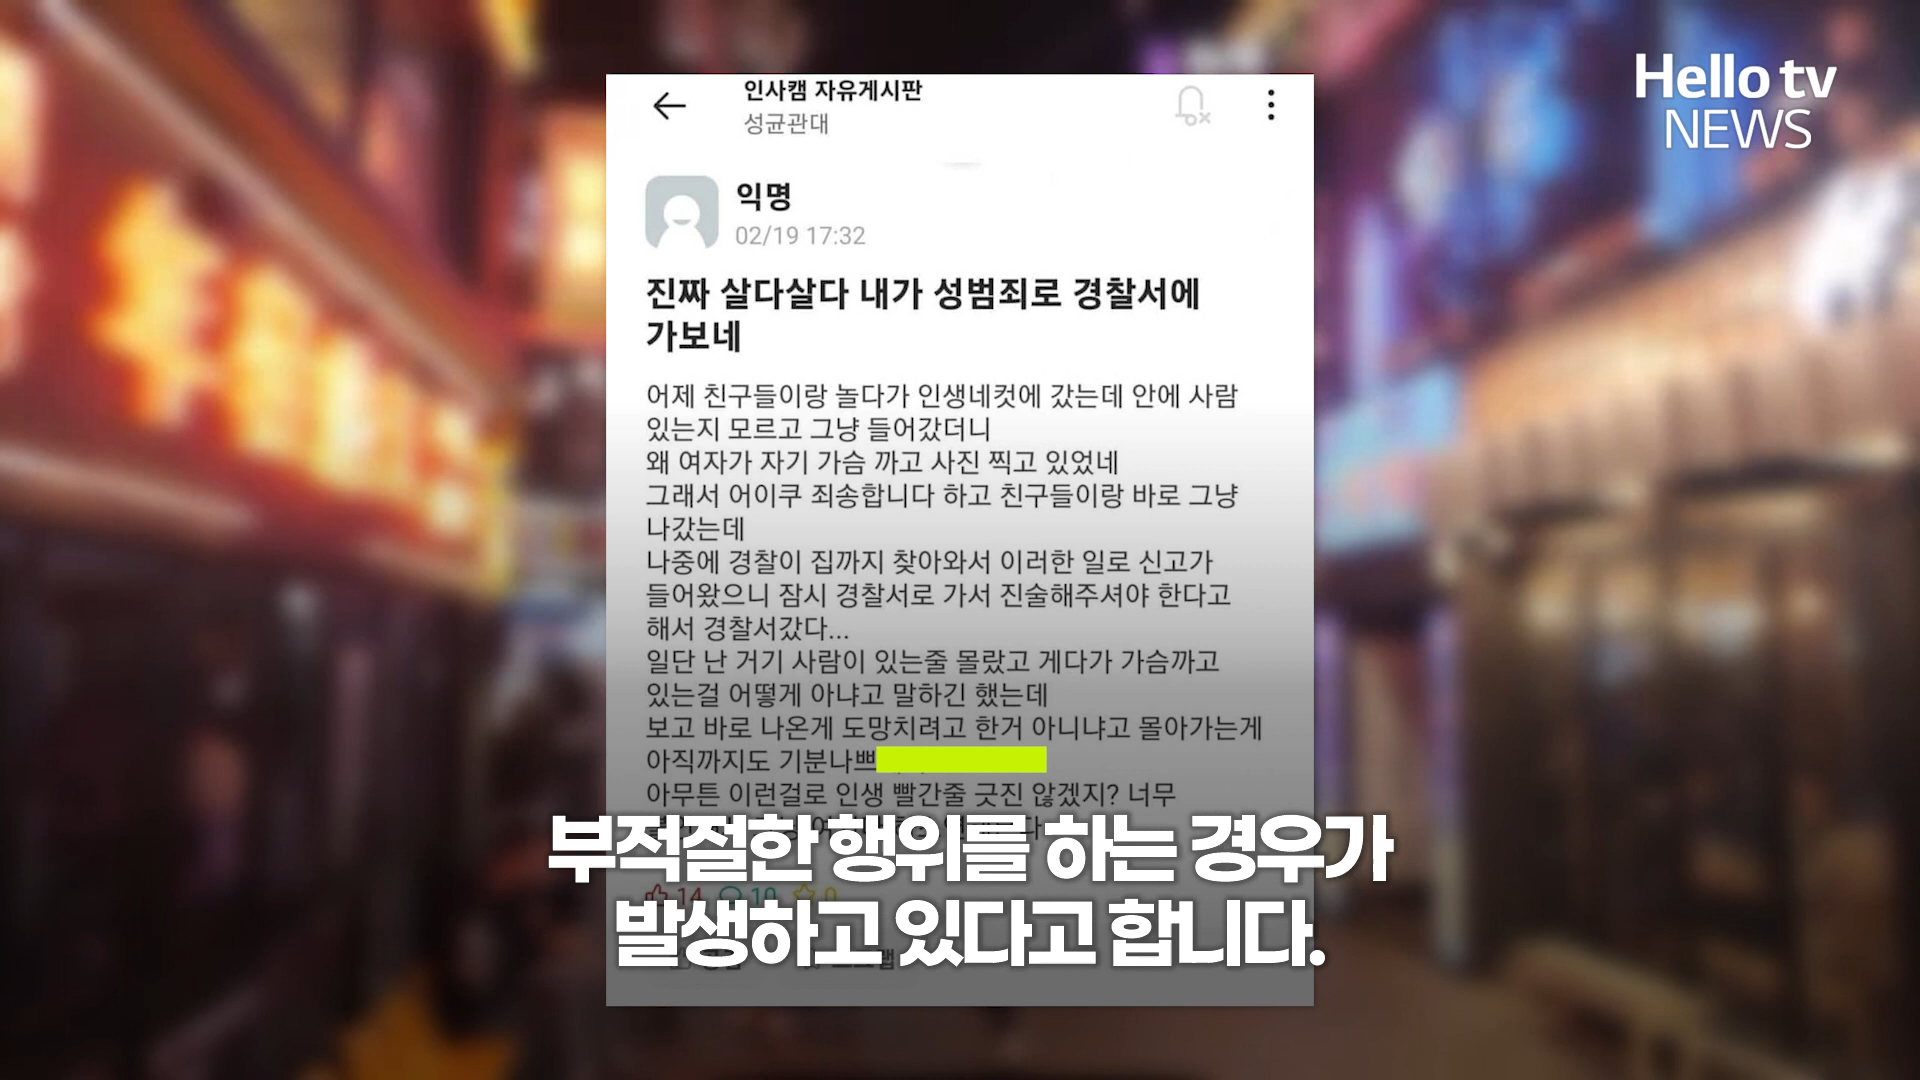 Hello tv
NEWS
인사캠 자유게시판
성균관대
익명
02/19 17:32
진짜 살다살다 내가 성범죄로 경찰서에
가보네
어제 친구들이랑 놀다가 인생네컷에 갔는데 안에 사람
있는지 모르고 그냥 들어갔더니
왜 여자가 자기 가슴 까고 사진 찍고 있었네
그래서 어이쿠 죄송합니다 하고 친구들이랑 바로 그냥
나갔는데
나중에 경찰이 집까지 찾아와서 이러한 일로 신고가
들어왔으니 잠시 경찰서로 가서 진술해주셔야 한다고
해서 경찰서갔다...
일단 난 거기 사람이 있는줄 몰랐고 게다가 가슴까고
있는걸 어떻게 아냐고 말하긴 했는데
보고 바로 나온게 도망치려고 한거 아니냐고 몰아가는게
아직까지도 기분나쁘
아무튼 이런걸로 인생 빨간줄 긋진 않겠지? 너무
14 10 0
부적절한 행위를 하는 경우가
발생하고 있다고 합니다.